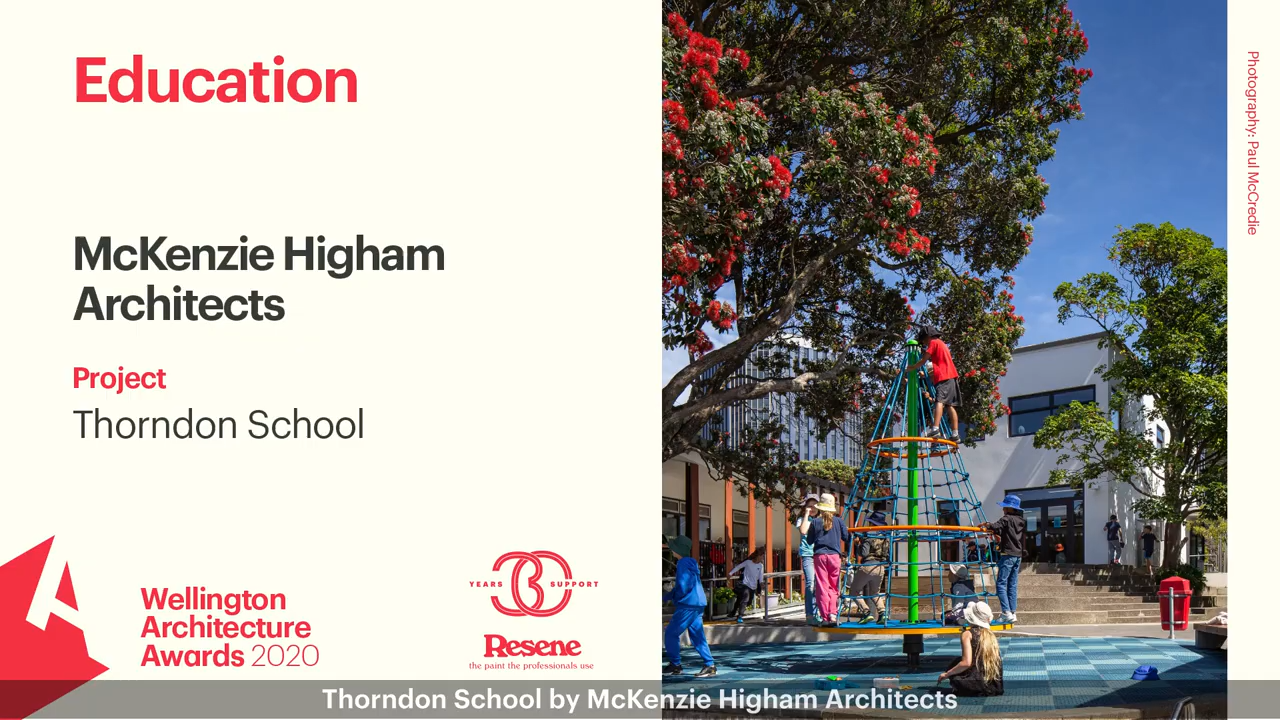 Education
McKenzie Higham
Architects
Project
Thorndon School
Wellington
Architecture
Awards 2020
YEARS 30 SUPPORT
Resene
the paint the professionals use
Photography: Paul McCredie
Thorndon School by McKenzie Higham Architects